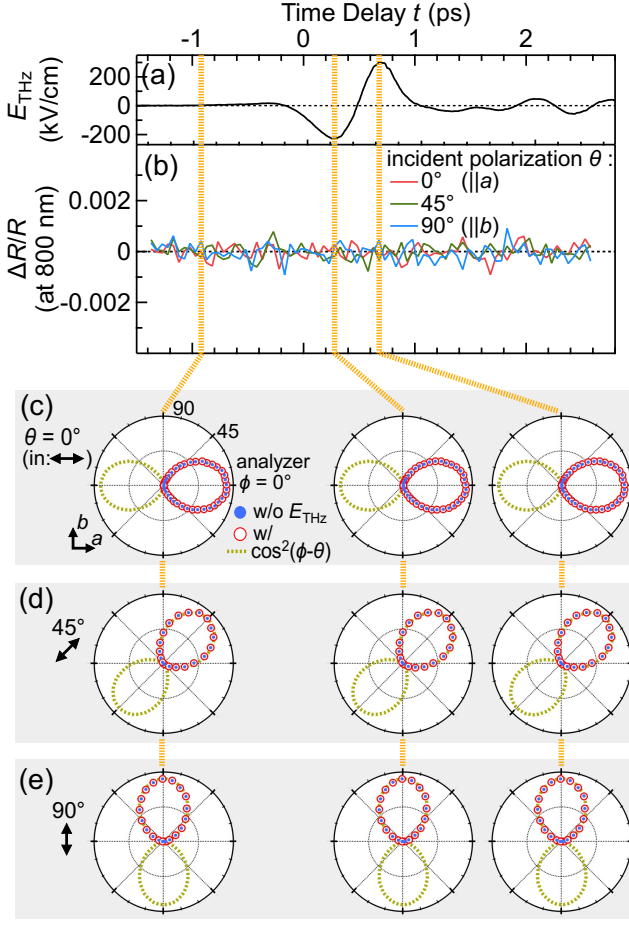 Time Delay t (ps)
-1 0 1 2
(a)
E_THz
(kV/cm)
200
0
-200
(b)
incident polarization θ :
0° (||a)
45°
90° (||b)
ΔR/R
(at 800 nm)
0.002
0
-0.002
(c)
90
45
θ = 0°
(in:↔)
analyzer
ϕ = 0°
w/o E_THz
w/
cos²(ϕ-θ)
b
a
(d)
45°
(e)
90°